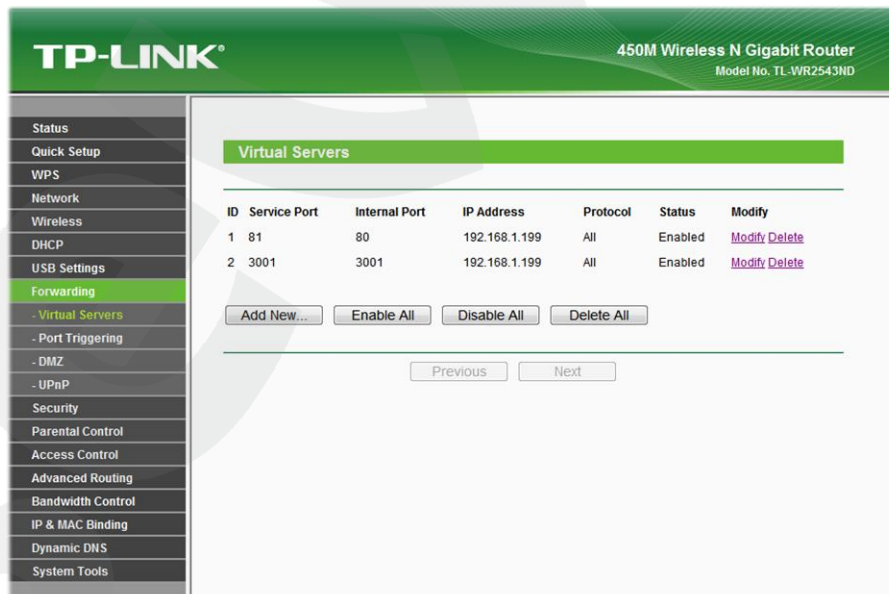 TP-LINK®
450M Wireless N Gigabit Router
Model No. TL-WR2543ND
Status
Quick Setup
WPS
Network
Wireless
DHCP
USB Settings
Forwarding
- Virtual Servers
- Port Triggering
- DMZ
- UPnP
Security
Parental Control
Access Control
Advanced Routing
Bandwidth Control
IP & MAC Binding
Dynamic DNS
System Tools
Virtual Servers
ID Service Port Internal Port IP Address Protocol Status Modify
1 81 80 192.168.1.199 All Enabled Modify Delete
2 3001 3001 192.168.1.199 All Enabled Modify Delete
Add New... Enable All Disable All Delete All
Previous Next